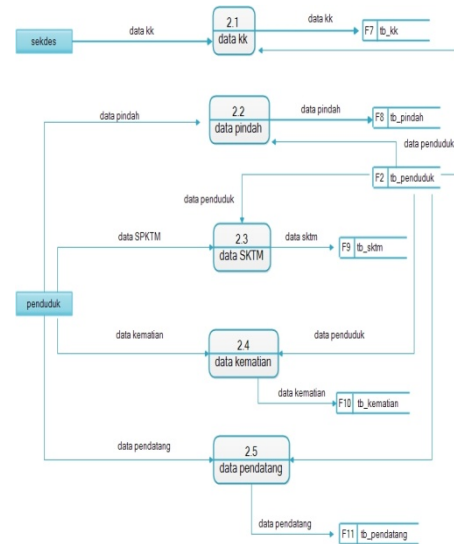 data kk
2.1
data kk
data kk
F7 tb_kk
sekdes
data pindah
2.2
data pindah
data pindah
F8 tb_pindah
data penduduk
F2 tb_penduduk
data penduduk
data SPKTM
2.3
data SKTM
data sktm
F9 tb_sktm
penduduk
data kematian
2.4
data kematian
data penduduk
data kematian
F10 tb_kematian
data pendatang
2.5
data pendatang
data pendatang
F11 tb_pendatang